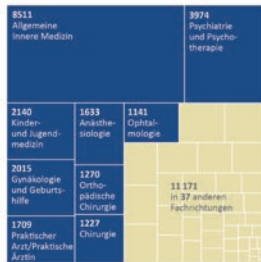 8511
Allgemeine
Innere Medizin
3974
Psychiatrie
und Psycho-
therapie
2140
Kinder-
und Jugend-
medizin
1633
Anästhe-
siologie
1141
Ophtal-
mologie
2015
Gynäkologie
und Geburts-
hilfe
1270
Ortho-
pädische
Chirurgie
11 171
in 37 anderen
Fachrichtungen
1709
Praktischer
Arzt/Praktische
Ärztin
1227
Chirurgie